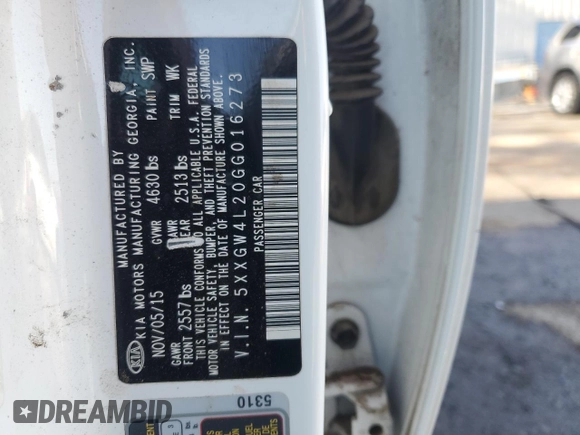 KIA
MANUFACTURED BY
KIA MOTORS MANUFACTURING GEORGIA, INC.
NOV/05/15 GVWR 4630 lbs PAINT SWP
GAWR FRONT 2557 lbs GAWR REAR 2513 lbs TRIM WK
THIS VEHICLE CONFORMS TO ALL APPLICABLE U.S.A. FEDERAL
MOTOR VEHICLE SAFETY, BUMPER, AND THEFT PREVENTION STANDARDS
IN EFFECT ON THE DATE OF MANUFACTURE SHOWN ABOVE.
V.I.N. 5XXGW4L20GG016273
PASSENGER CAR
5310
DREAMBID